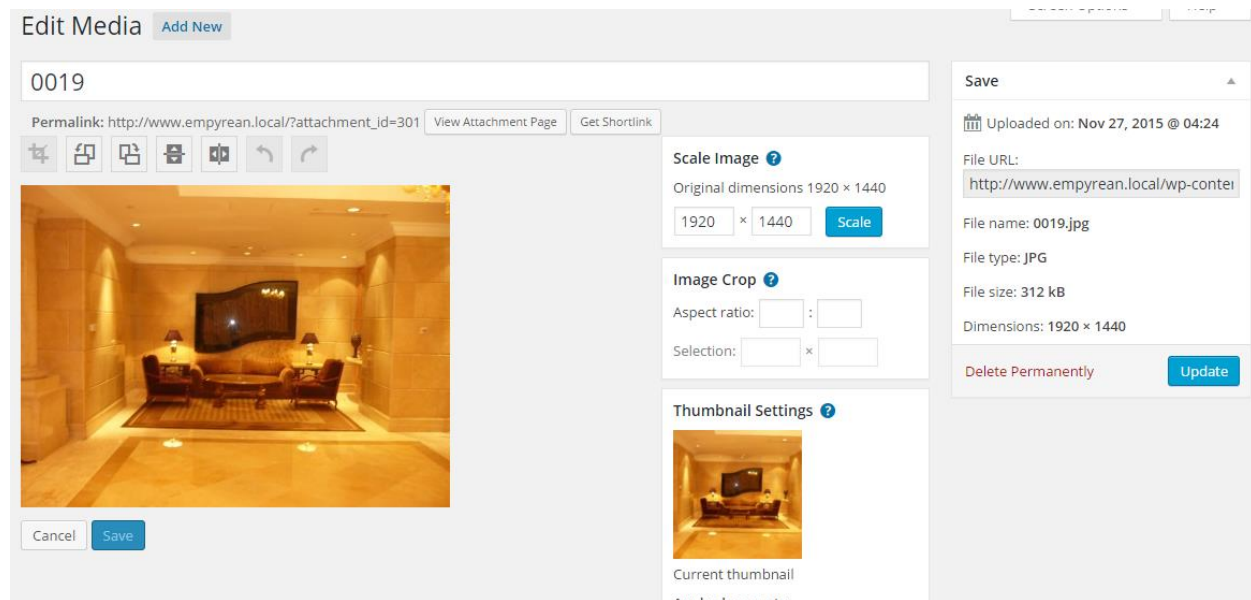 Edit Media Add New
0019
Permalink: http://www.empyrean.local/?attachment_id=301 View Attachment Page Get Shortlink
Scale Image ?
Original dimensions 1920 × 1440
1920 × 1440 Scale
Image Crop ?
Aspect ratio: :
Selection: ×
Thumbnail Settings ?
Current thumbnail
Cancel Save
Save
Uploaded on: Nov 27, 2015 @ 04:24
File URL:
http://www.empyrean.local/wp-conter
File name: 0019.jpg
File type: JPG
File size: 312 kB
Dimensions: 1920 × 1440
Delete Permanently Update